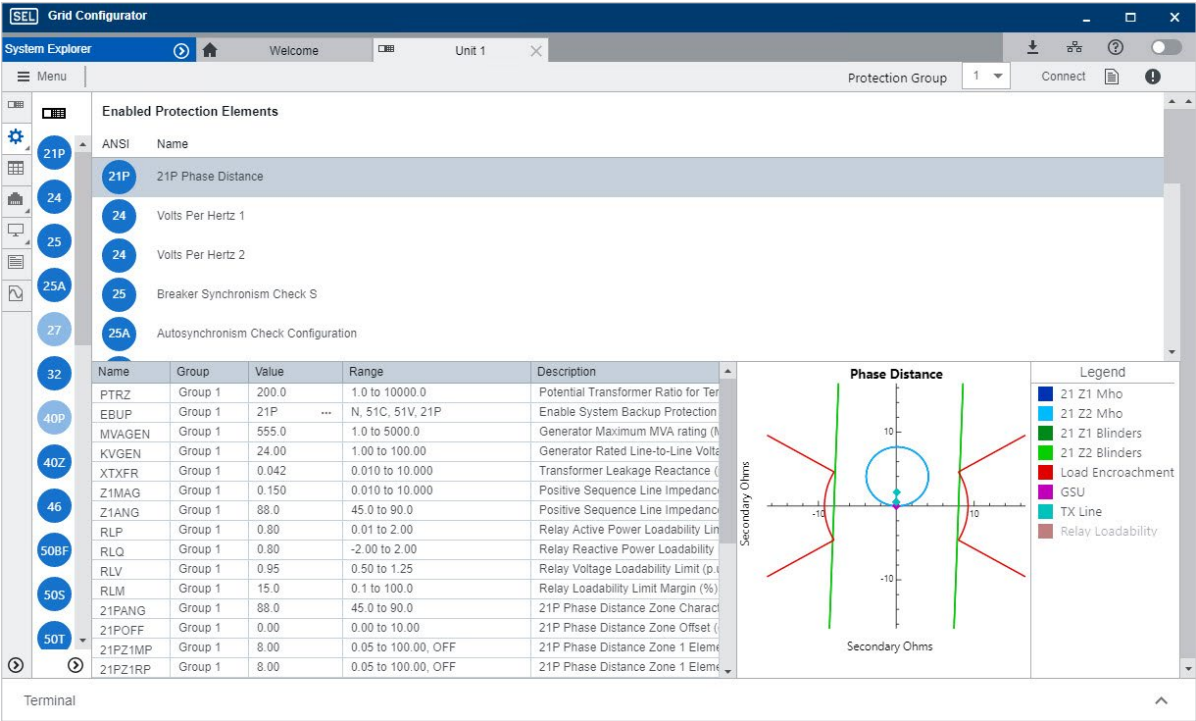 SEL Grid Configurator
System Explorer Welcome Unit 1
Menu Protection Group 1 Connect
Enabled Protection Elements
ANSI Name
21P 21P Phase Distance
24 Volts Per Hertz 1
24 Volts Per Hertz 2
25 Breaker Synchronism Check S
25A Autosynchronism Check Configuration
21P
24
25
25A
27
32
40P
40Z
46
50BF
50S
50T
Name Group Value Range Description
PTRZ Group 1 200.0 1.0 to 10000.0 Potential Transformer Ratio for Ter
EBUP Group 1 21P ... N, 51C, 51V, 21P Enable System Backup Protection
MVAGEN Group 1 555.0 1.0 to 5000.0 Generator Maximum MVA rating (M
KVGEN Group 1 24.00 1.00 to 100.00 Generator Rated Line-to-Line Volta
XTXFR Group 1 0.042 0.010 to 10.000 Transformer Leakage Reactance (
Z1MAG Group 1 0.150 0.010 to 10.000 Positive Sequence Line Impedanc
Z1ANG Group 1 88.0 45.0 to 90.0 Positive Sequence Line Impedanc
RLP Group 1 0.80 0.01 to 2.00 Relay Active Power Loadability Lim
RLQ Group 1 0.80 -2.00 to 2.00 Relay Reactive Power Loadability
RLV Group 1 0.95 0.50 to 1.25 Relay Voltage Loadability Limit (p.u
RLM Group 1 15.0 0.1 to 100.0 Relay Loadability Limit Margin (%)
21PANG Group 1 88.0 45.0 to 90.0 21P Phase Distance Zone Charact
21POFF Group 1 0.00 0.00 to 10.00 21P Phase Distance Zone Offset (
21PZ1MP Group 1 8.00 0.05 to 100.00, OFF 21P Phase Distance Zone 1 Eleme
21PZ1RP Group 1 8.00 0.05 to 100.00, OFF 21P Phase Distance Zone 1 Eleme
Phase Distance
Secondary Ohms
10
-10
10
-10
Secondary Ohms
Legend
21 Z1 Mho
21 Z2 Mho
21 Z1 Blinders
21 Z2 Blinders
Load Encroachment
GSU
TX Line
Relay Loadability
Terminal